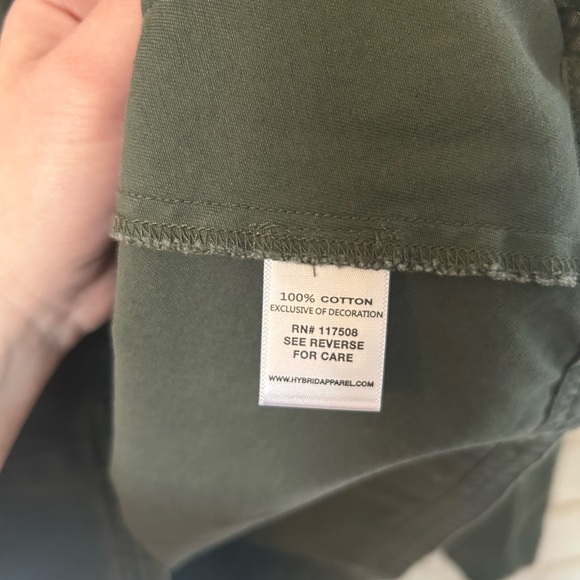 100% COTTON
EXCLUSIVE OF DECORATION
RN# 117508
SEE REVERSE
FOR CARE
WWW.HYBRIDAPPAREL.COM